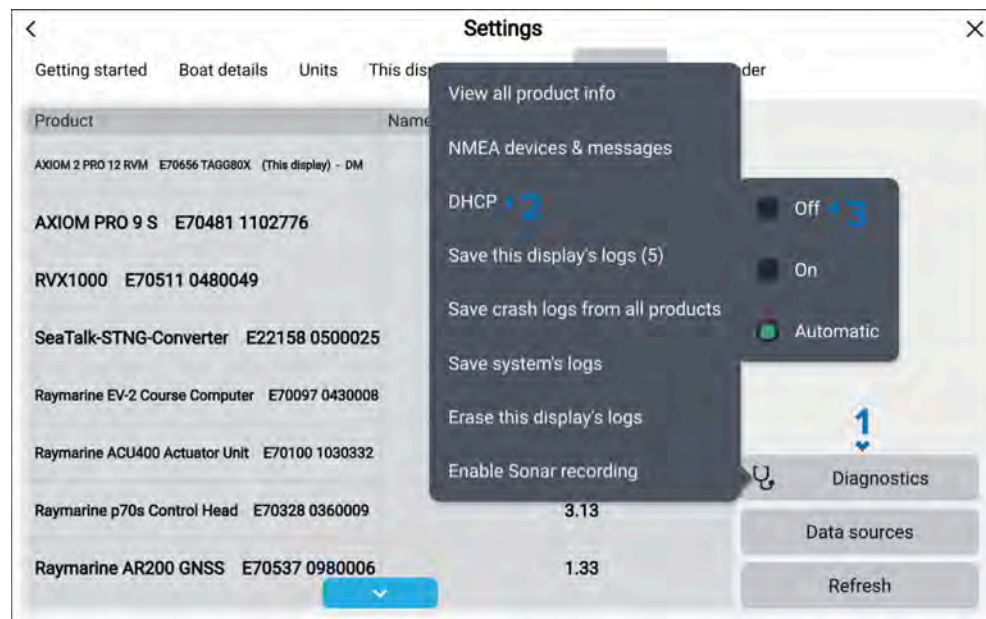 Settings
Getting started Boat details Units This dis der
Product Name
AXIOM 2 PRO 12 RVM E70656 TAGG80X (This display) - DM
AXIOM PRO 9 S E70481 1102776
RVX1000 E70511 0480049
SeaTalk-STNG-Converter E22158 0500025
Raymarine EV-2 Course Computer E70097 0430008
Raymarine ACU400 Actuator Unit E70100 1030332
Raymarine p70s Control Head E70328 0360009 3.13
Raymarine AR200 GNSS E70537 0980006 1.33
View all product info
NMEA devices & messages
DHCP 2
Save this display's logs (5)
Save crash logs from all products
Save system's logs
Erase this display's logs
Enable Sonar recording
Off 3
On
Automatic
1
Diagnostics
Data sources
Refresh